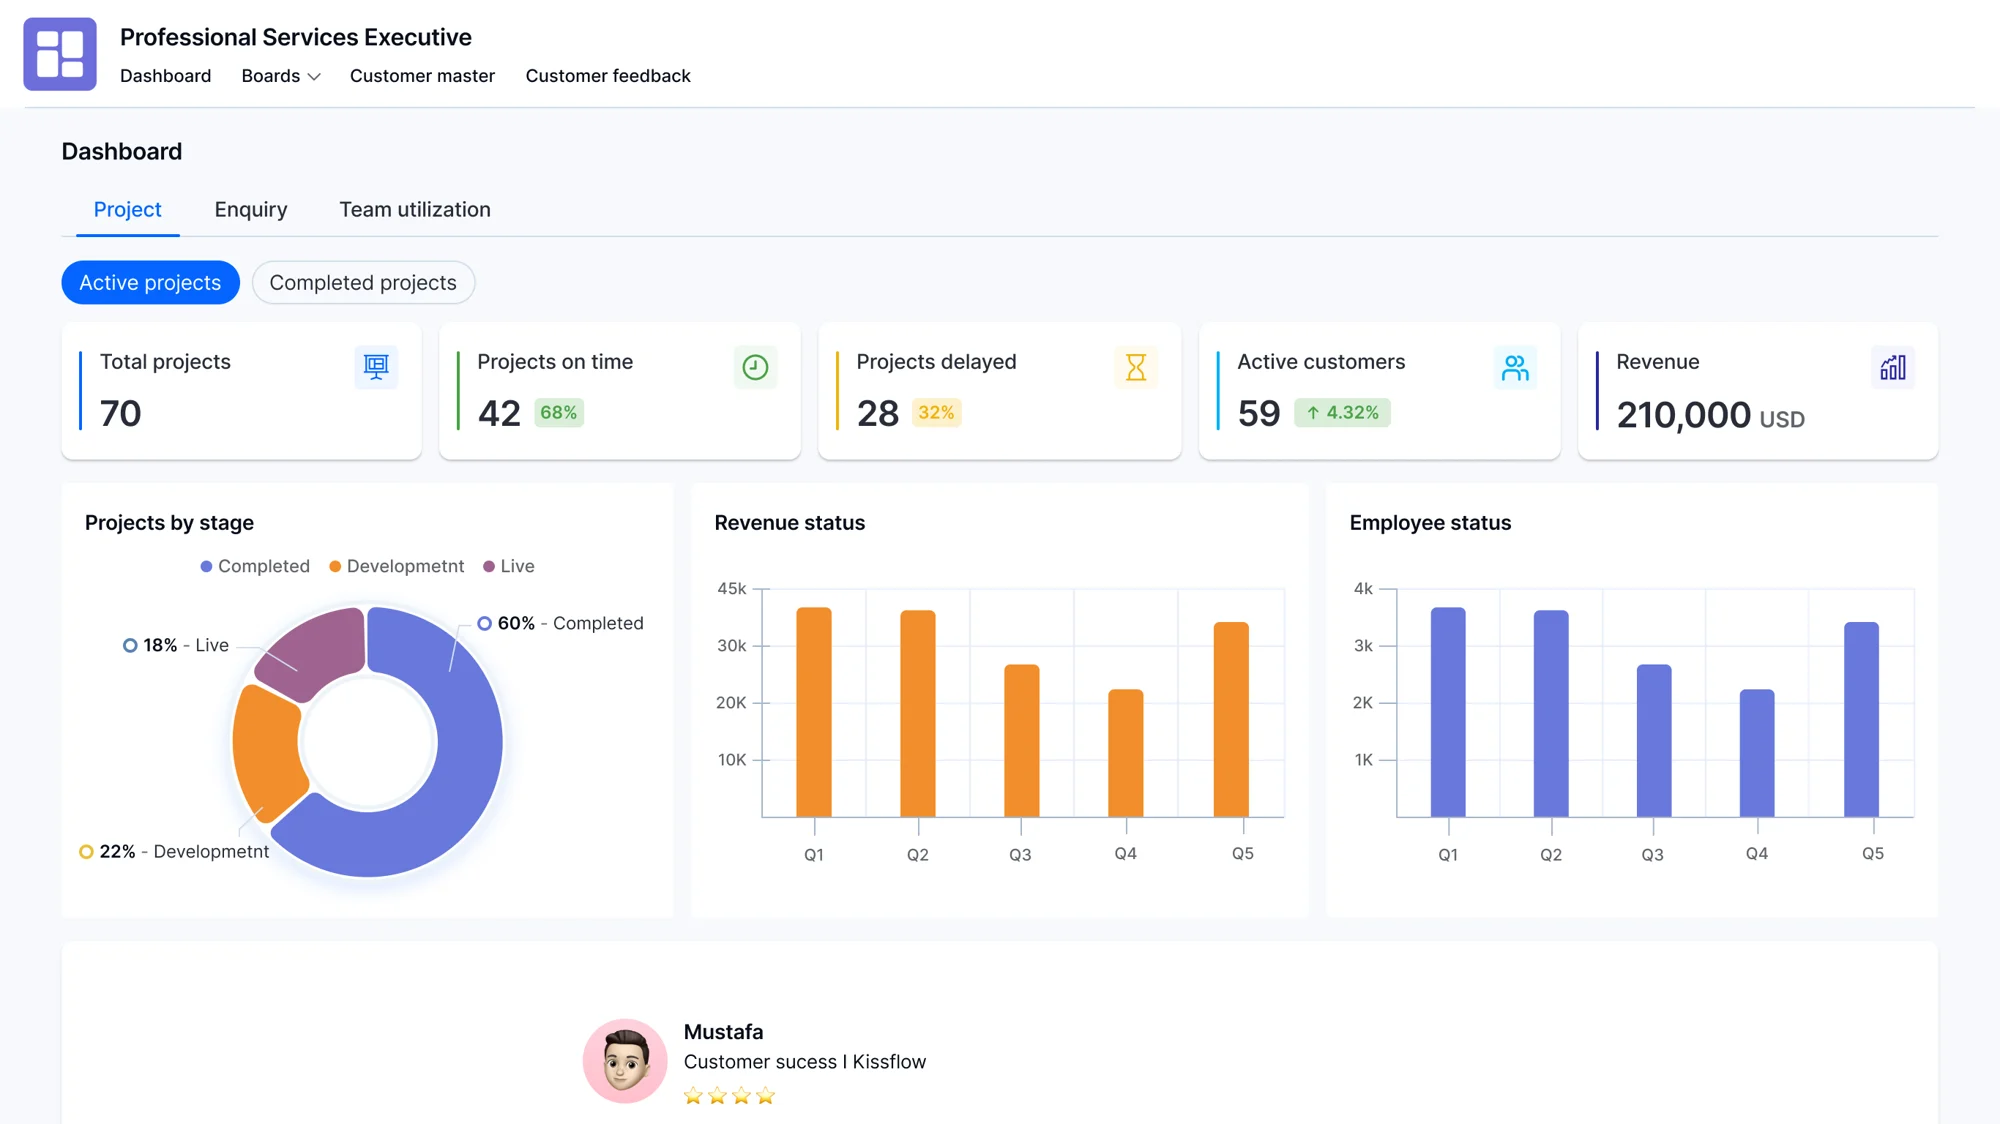 Professional Services Executive
Dashboard Boards Customer master Customer feedback
Dashboard
Project Enquiry Team utilization
Active projects Completed projects
Total projects
70
Projects on time
42 68%
Projects delayed
28 32%
Active customers
59 ↑ 4.32%
Revenue
210,000 USD
Projects by stage
Completed Developmetnt Live
60% - Completed
18% - Live
22% - Developmetnt
Revenue status
45k
30k
20K
10K
Q1 Q2 Q3 Q4 Q5
Employee status
4k
3k
2K
1K
Q1 Q2 Q3 Q4 Q5
Mustafa
Customer sucess I Kissflow